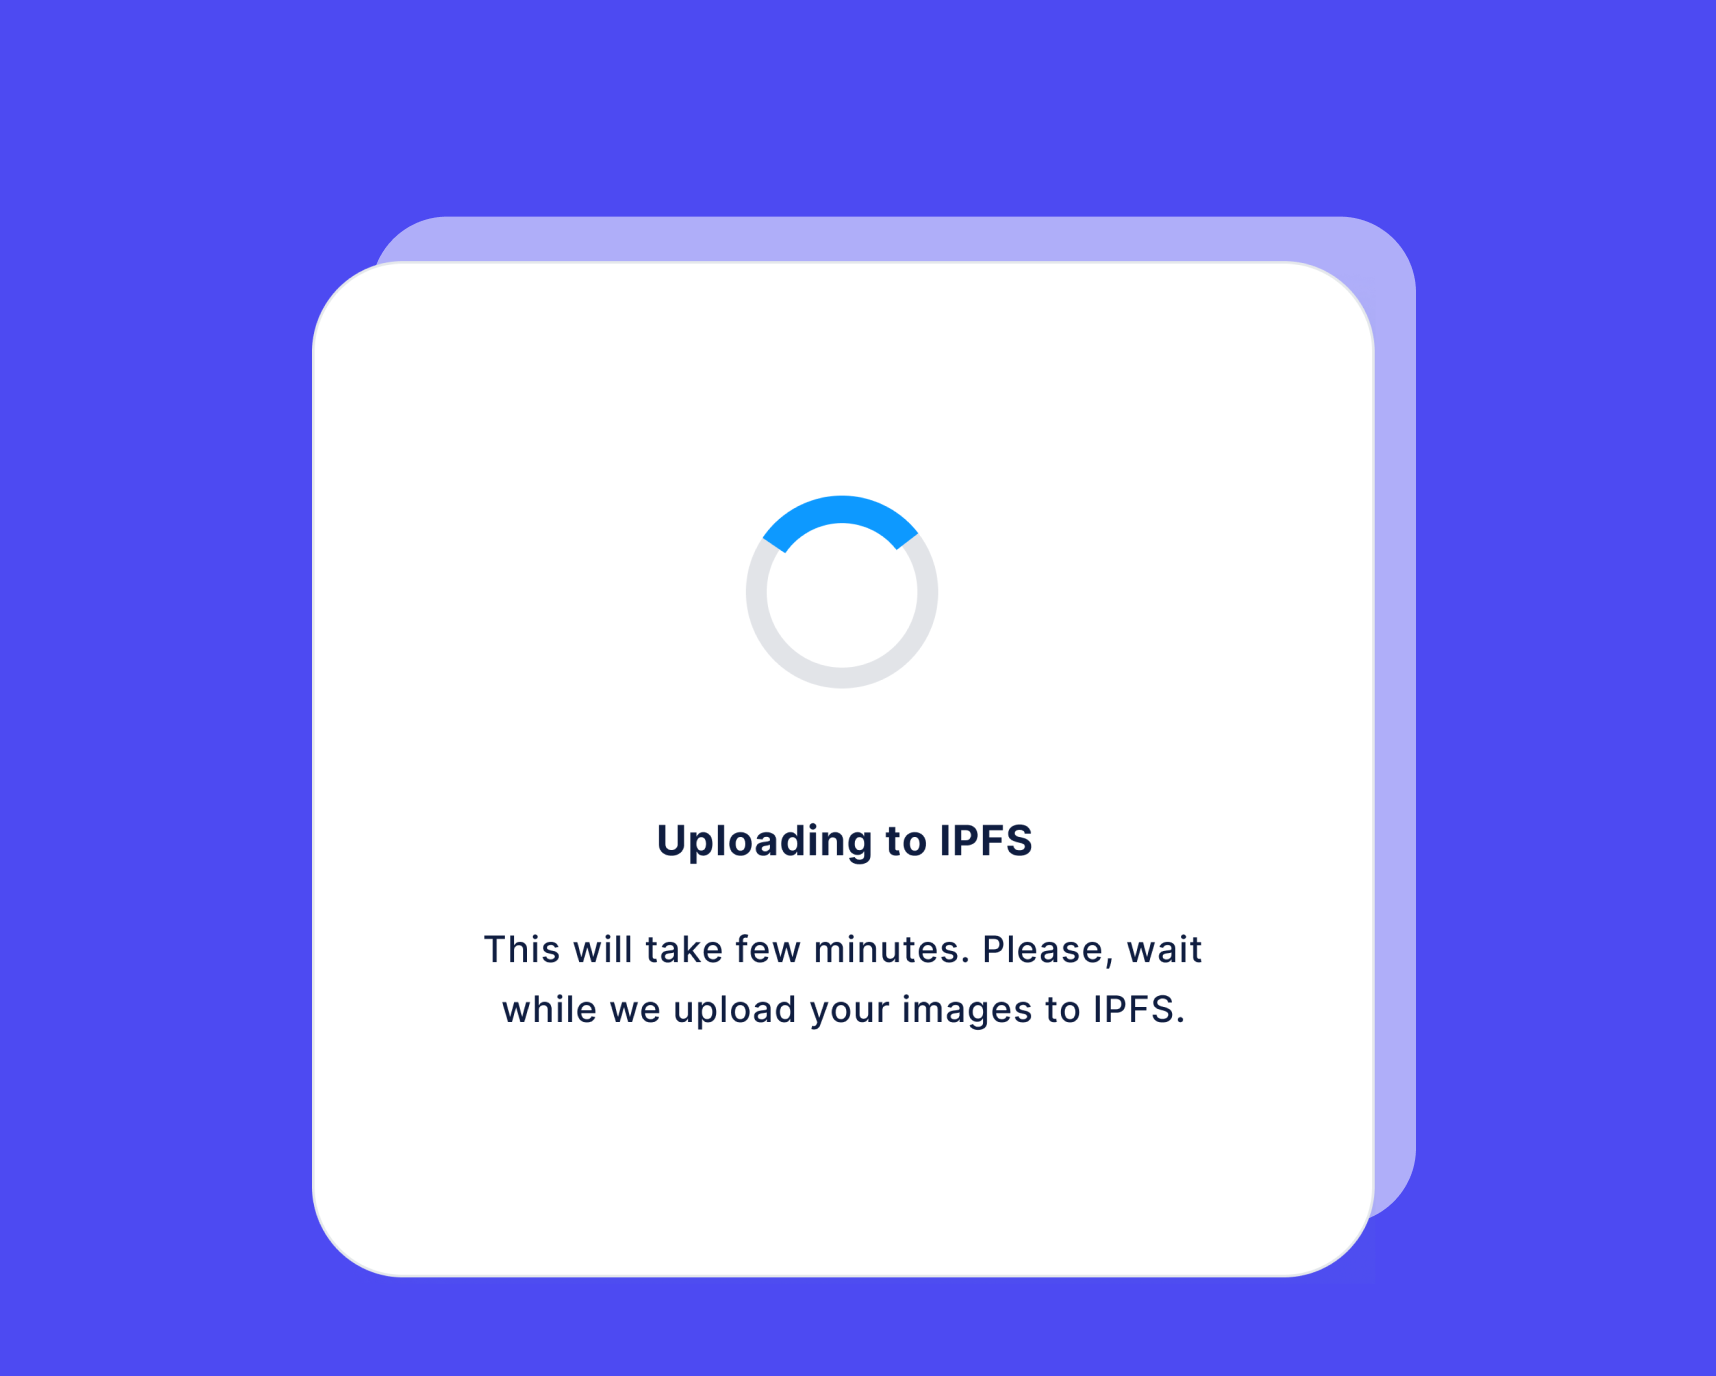 Uploading to IPFS
This will take few minutes. Please, wait
while we upload your images to IPFS.